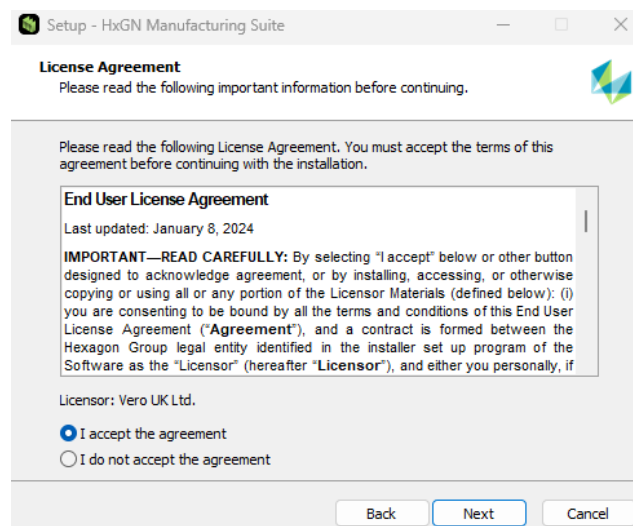 Setup - HxGN Manufacturing Suite
License Agreement
Please read the following important information before continuing.
Please read the following License Agreement. You must accept the terms of this
agreement before continuing with the installation.
End User License Agreement
Last updated: January 8, 2024
IMPORTANT—READ CAREFULLY: By selecting “I accept” below or other button
designed to acknowledge agreement, or by installing, accessing, or otherwise
copying or using all or any portion of the Licensor Materials (defined below): (i)
you are consenting to be bound by all the terms and conditions of this End User
License Agreement (“Agreement”), and a contract is formed between the
Hexagon Group legal entity identified in the installer set up program of the
Software as the “Licensor” (hereafter “Licensor”), and either you personally, if
Licensor: Vero UK Ltd.
I accept the agreement
I do not accept the agreement
Back Next Cancel